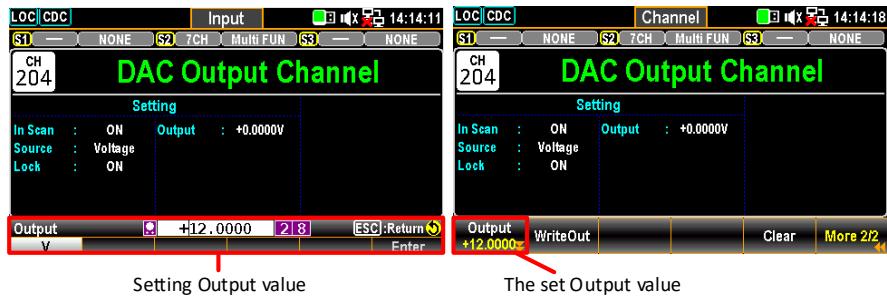 LOC CDC Input 14:14:11
S1 — NONE S2 7CH Multi FUN S3 — NONE
CH 204 DAC Output Channel
Setting
In Scan : ON Output : +0.0000V
Source : Voltage
Lock : ON
Output +12.0000 2 8 ESC :Return
V Enter
Setting Output value
LOC CDC Channel 14:14:18
S1 — NONE S2 7CH Multi FUN S3 — NONE
CH 204 DAC Output Channel
Setting
In Scan : ON Output : +0.0000V
Source : Voltage
Lock : ON
Output WriteOut Clear More 2/2
+12.0000
The set Output value